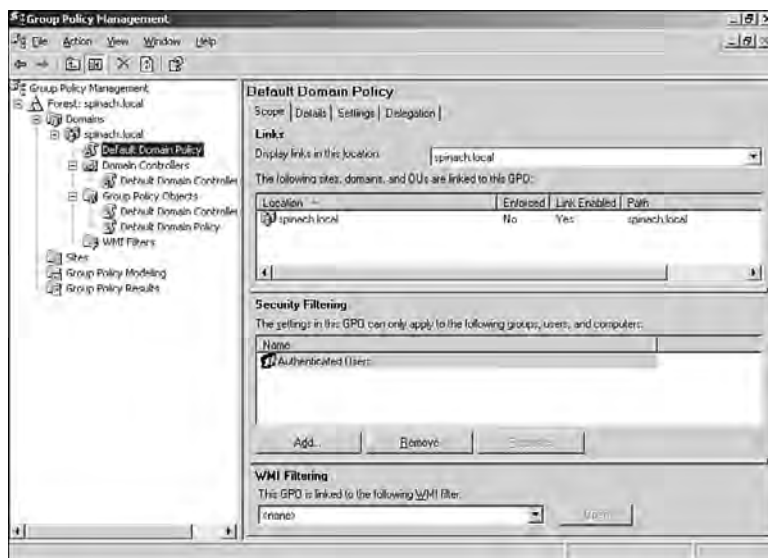 Group Policy Management
File Action View Window Help
Group Policy Management
Forest: spinach.local
Domains
spinach.local
Default Domain Policy
Domain Controllers
Default Domain Controller
Group Policy Objects
Default Domain Controller
Default Domain Policy
WMI Filters
Sites
Group Policy Modeling
Group Policy Results
Default Domain Policy
Scope Details Settings Delegation
Links
Display links in this location: spinach.local
The following sites, domains, and OUs are linked to this GPO:
Location Enforced Link Enabled Path
spinach.local No Yes spinach.local
Security Filtering
The settings in this GPO can only apply to the following groups, users, and computers:
Name
Authenticated Users
Add... Remove
WMI Filtering
This GPO is linked to the following WMI filter:
<none>